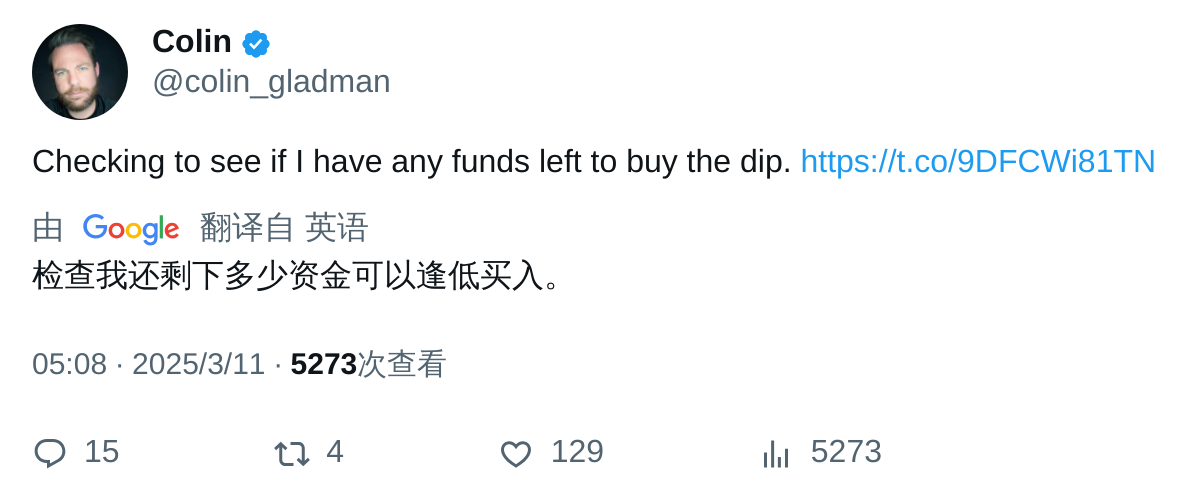 Colin
@colin_gladman
Checking to see if I have any funds left to buy the dip. https://t.co/9DFCWi81TN
由 Google 翻译自 英语
检查我还剩下多少资金可以逢低买入。
05:08 · 2025/3/11 · 5273次查看
15 4 129 5273